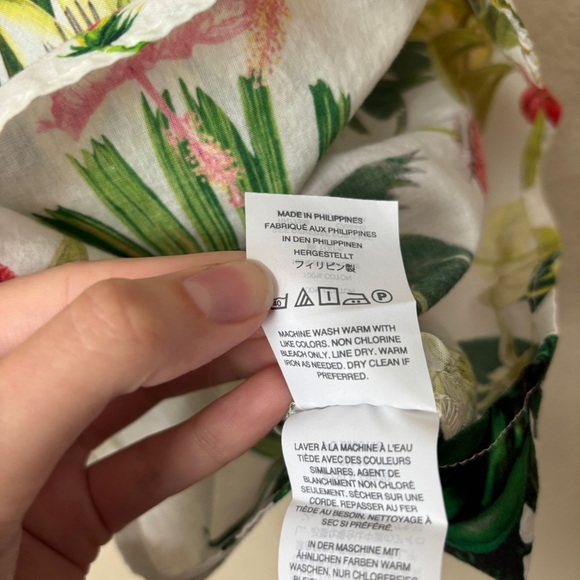 MADE IN PHILIPPINES
FABRIQUÉ AUX PHILIPPINES
IN DEN PHILIPPINEN
HERGESTELLT
フィリピン製
100% COTON
MACHINE WASH WARM WITH
LIKE COLORS. NON CHLORINE
BLEACH ONLY. LINE DRY. WARM
IRON AS NEEDED. DRY CLEAN IF
PREFERRED.
LAVER À LA MACHINE À L'EAU
TIÈDE AVEC DES COULEURS
SIMILAIRES. AGENT DE
BLANCHIMENT NON CHLORÉ
SEULEMENT. SÉCHER SUR UNE
CORDE. REPASSER AU FER
TIÈDE AU BESOIN. NETTOYAGE À
SEC SI PRÉFÉRÉ.
IN DER MASCHINE MIT
ÄHNLICHEN FARBEN WARM
WASCHEN. NUR CHLORFREIES